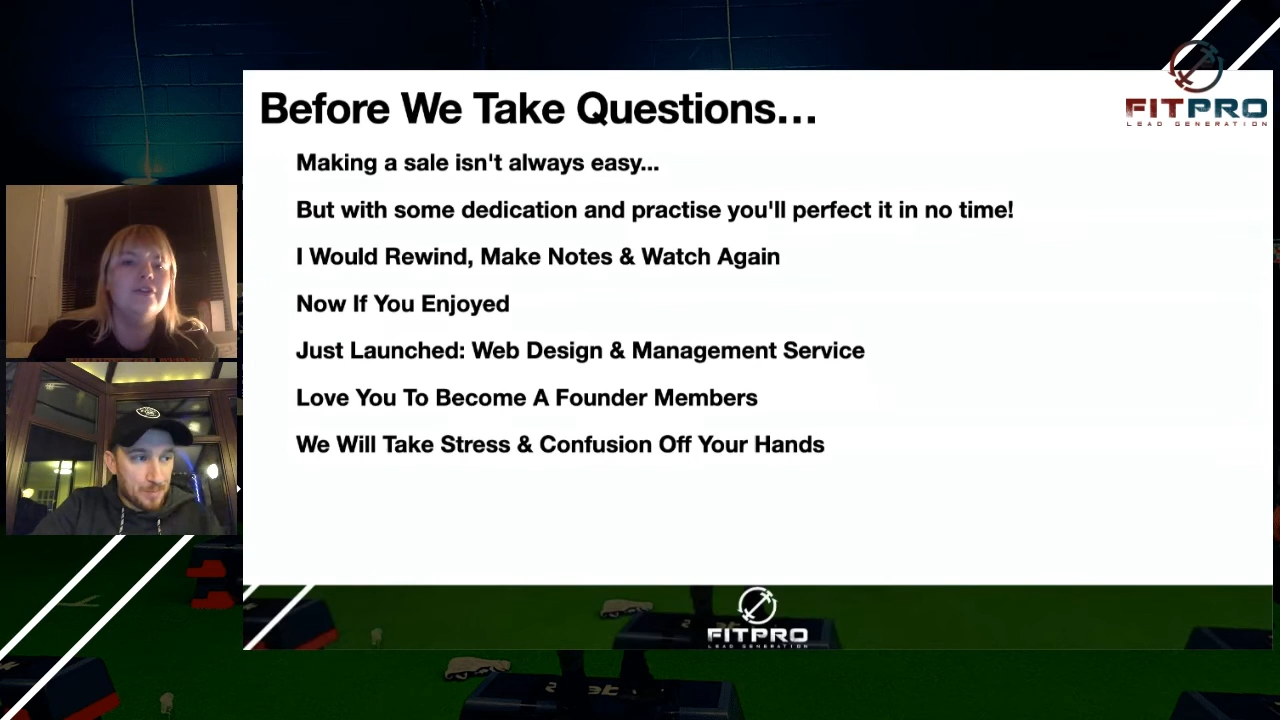 Before We Take Questions...
FITPRO
LEAD GENERATION
Making a sale isn't always easy...
But with some dedication and practise you'll perfect it in no time!
I Would Rewind, Make Notes & Watch Again
Now If You Enjoyed
Just Launched: Web Design & Management Service
Love You To Become A Founder Members
We Will Take Stress & Confusion Off Your Hands
FITPRO
LEAD GENERATION